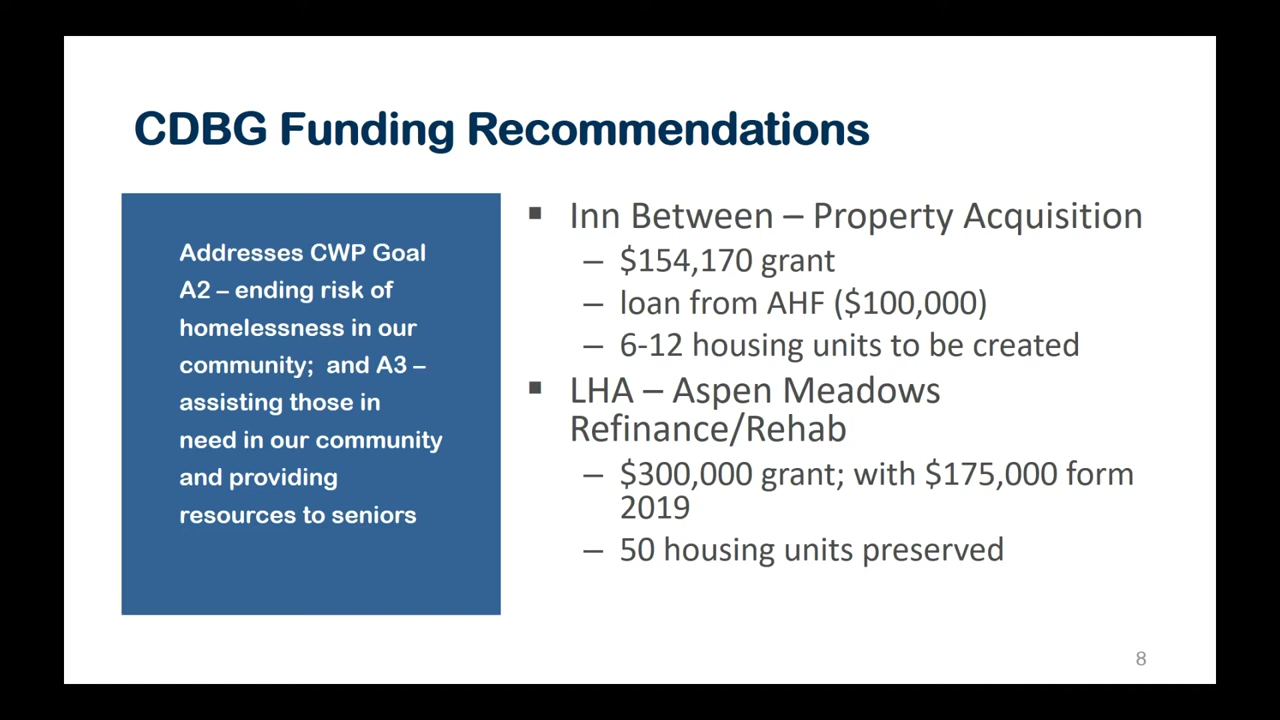 CDBG Funding Recommendations
Addresses CWP Goal
A2 – ending risk of
homelessness in our
community;  and A3 –
assisting those in
need in our community
and providing
resources to seniors
▪ Inn Between – Property Acquisition
– $154,170 grant
– loan from AHF ($100,000)
– 6-12 housing units to be created
▪ LHA – Aspen Meadows
Refinance/Rehab
– $300,000 grant; with $175,000 form
2019
– 50 housing units preserved
8